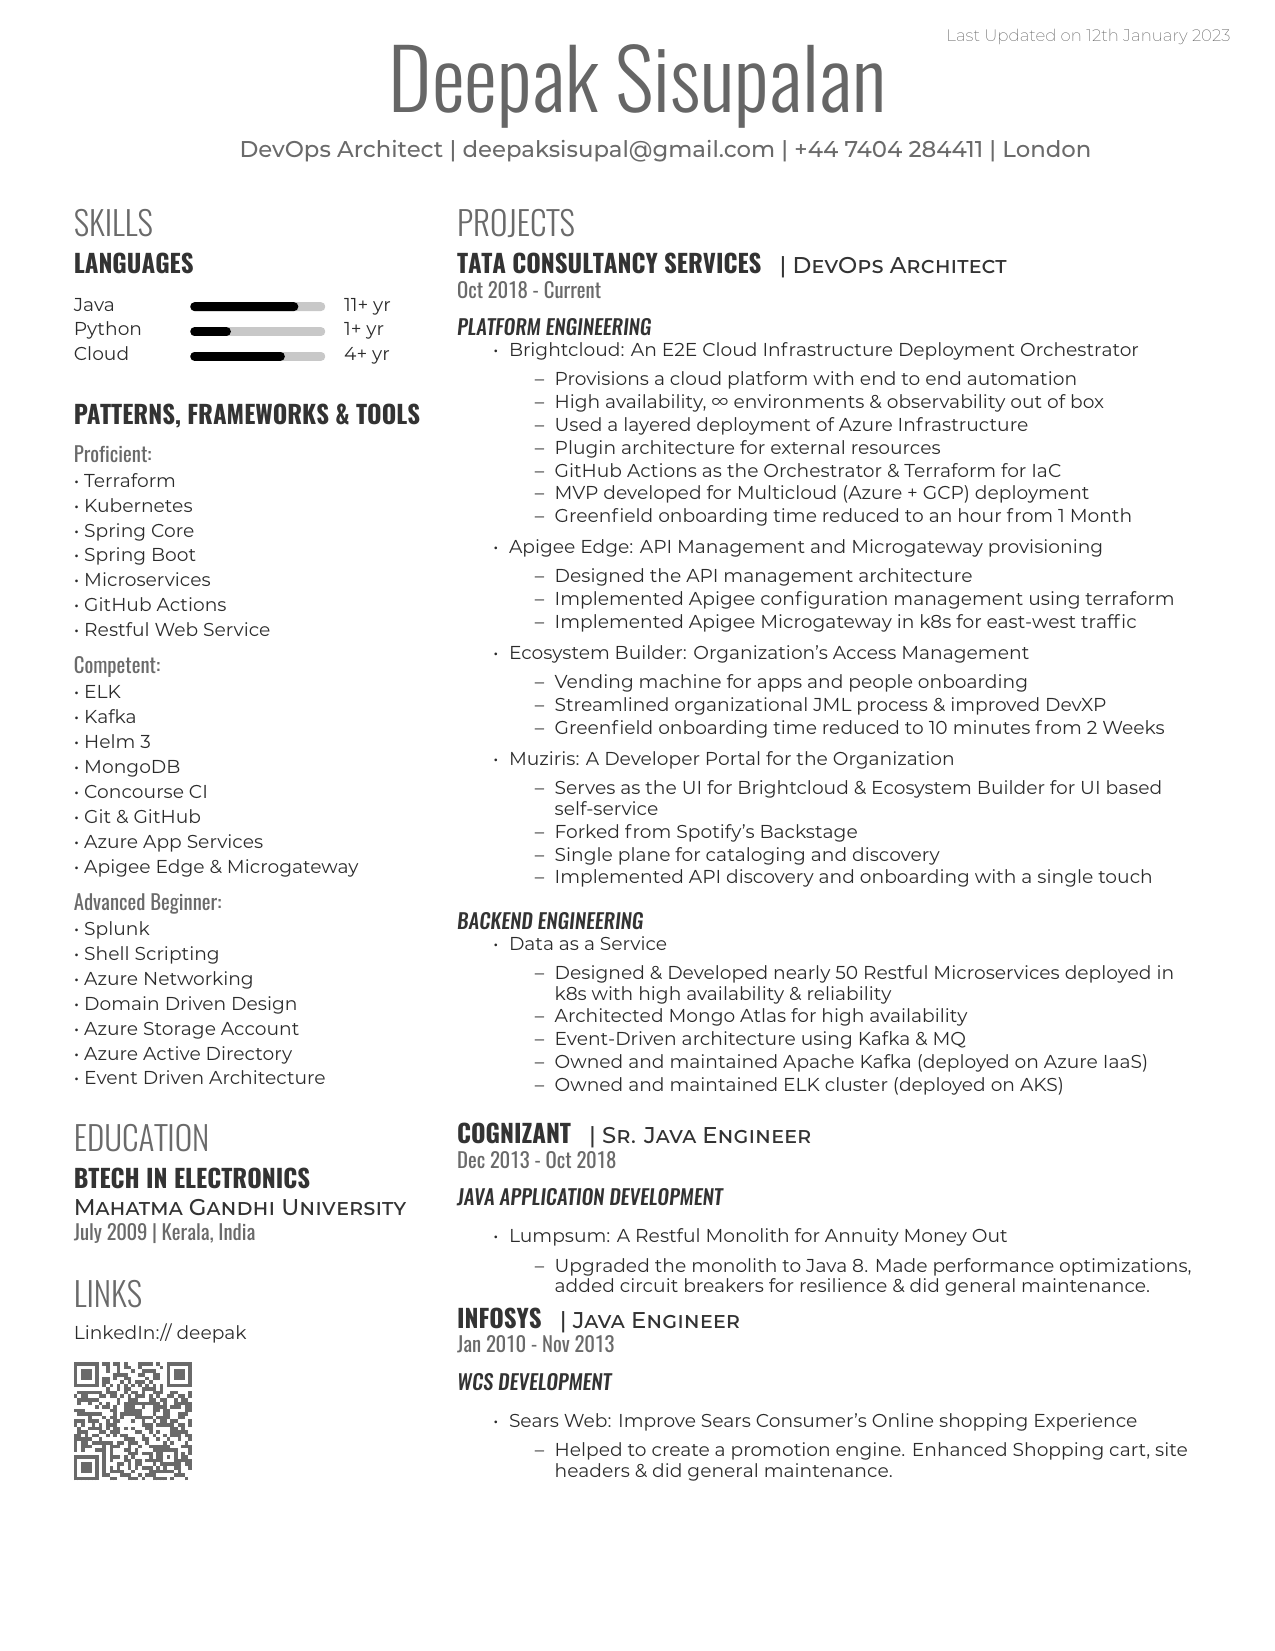 Last Updated on 12th January 2023
Deepak Sisupalan
DevOps Architect | deepaksisupal@gmail.com | +44 7404 284411 | London
SKILLS
LANGUAGES
Java 11+ yr
Python 1+ yr
Cloud 4+ yr
PATTERNS, FRAMEWORKS & TOOLS
Proficient:
• Terraform
• Kubernetes
• Spring Core
• Spring Boot
• Microservices
• GitHub Actions
• Restful Web Service
Competent:
• ELK
• Kafka
• Helm 3
• MongoDB
• Concourse CI
• Git & GitHub
• Azure App Services
• Apigee Edge & Microgateway
Advanced Beginner:
• Splunk
• Shell Scripting
• Azure Networking
• Domain Driven Design
• Azure Storage Account
• Azure Active Directory
• Event Driven Architecture
EDUCATION
BTECH IN ELECTRONICS
Mahatma Gandhi University
July 2009 | Kerala, India
LINKS
LinkedIn:// deepak
PROJECTS
TATA CONSULTANCY SERVICES | DevOps Architect
Oct 2018 - Current
PLATFORM ENGINEERING
• Brightcloud: An E2E Cloud Infrastructure Deployment Orchestrator
– Provisions a cloud platform with end to end automation
– High availability, ∞ environments & observability out of box
– Used a layered deployment of Azure Infrastructure
– Plugin architecture for external resources
– GitHub Actions as the Orchestrator & Terraform for IaC
– MVP developed for Multicloud (Azure + GCP) deployment
– Greenfield onboarding time reduced to an hour from 1 Month
• Apigee Edge: API Management and Microgateway provisioning
– Designed the API management architecture
– Implemented Apigee configuration management using terraform
– Implemented Apigee Microgateway in k8s for east-west traffic
• Ecosystem Builder: Organization’s Access Management
– Vending machine for apps and people onboarding
– Streamlined organizational JML process & improved DevXP
– Greenfield onboarding time reduced to 10 minutes from 2 Weeks
• Muziris: A Developer Portal for the Organization
– Serves as the UI for Brightcloud & Ecosystem Builder for UI based
self-service
– Forked from Spotify’s Backstage
– Single plane for cataloging and discovery
– Implemented API discovery and onboarding with a single touch
BACKEND ENGINEERING
• Data as a Service
– Designed & Developed nearly 50 Restful Microservices deployed in
k8s with high availability & reliability
– Architected Mongo Atlas for high availability
– Event-Driven architecture using Kafka & MQ
– Owned and maintained Apache Kafka (deployed on Azure IaaS)
– Owned and maintained ELK cluster (deployed on AKS)
COGNIZANT | Sr. Java Engineer
Dec 2013 - Oct 2018
JAVA APPLICATION DEVELOPMENT
• Lumpsum: A Restful Monolith for Annuity Money Out
– Upgraded the monolith to Java 8. Made performance optimizations,
added circuit breakers for resilience & did general maintenance.
INFOSYS | Java Engineer
Jan 2010 - Nov 2013
WCS DEVELOPMENT
• Sears Web: Improve Sears Consumer’s Online shopping Experience
– Helped to create a promotion engine. Enhanced Shopping cart, site
headers & did general maintenance.